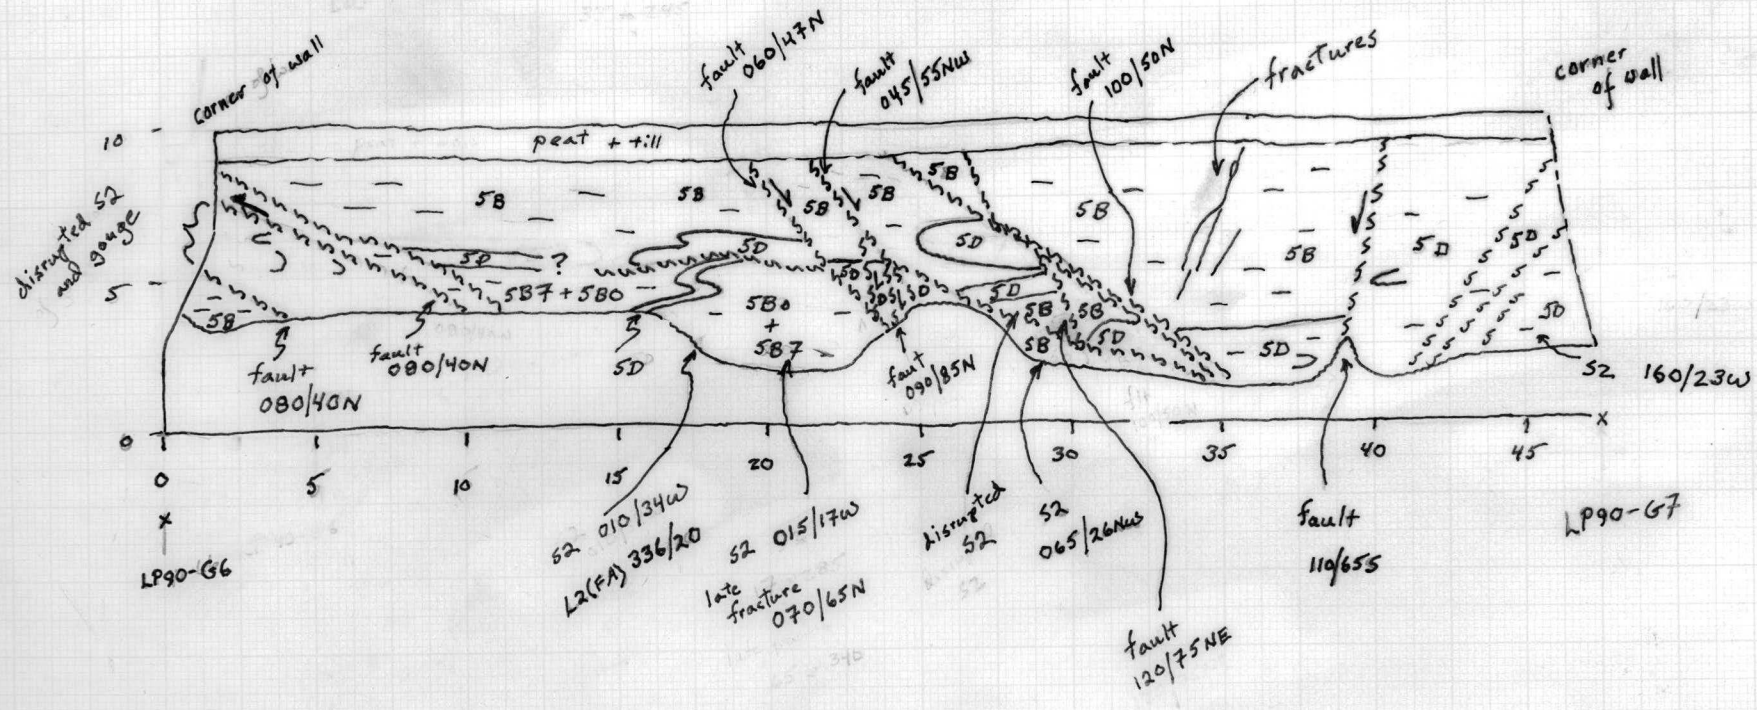 corner of wall
fault
060/47N
fault
045/55NW
fault
100/50N
fractures
corner
of wall
10
peat + till
disrupted S2
and gouge
5B
5B
5B
5B
5B
5B
5B
5D
5D
5D
5D
5D
?
5
5B7 + 5B0
5D
5D
5D
5B
5B
5B
5B0
+
5B7
5B
5D
5D
5D
fault
080/40N
fault
080/40N
5D
fault
090/85N
S2 160/23W
0
0
5
10
15
20
25
30
35
40
45
x
x
LP90-G6
S2 010/34W
L2(FA) 336/20
S2 015/17W
late
fracture
070/65N
disrupted
S2
S2
065/26NW
fault
120/75NE
fault
110/65S
LP90-G7